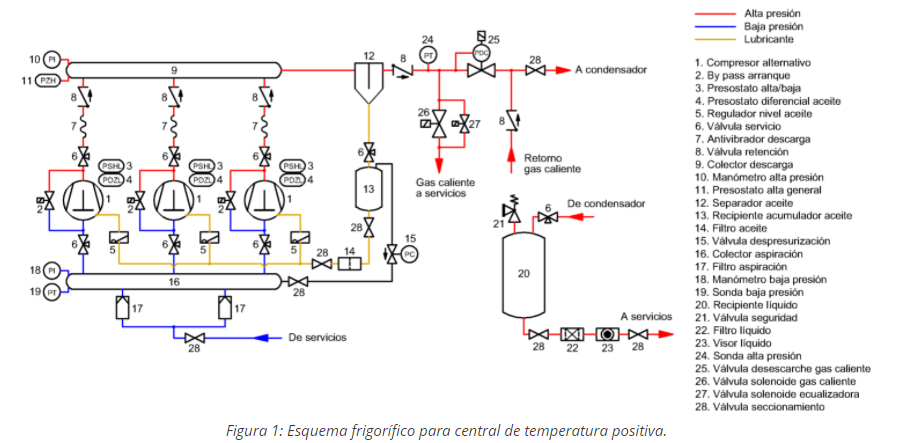 10 PI
11 PZH
9
12
8
24 PT
25
PDC
28
A condensador
Alta presión
Baja presión
Lubricante
8 8 8
7 7 7
6 6 6
PSHL 3 PSHL 3 PSHL 3
PDZL 4 PDZL 4 PDZL 4
2 1 2 1 2 1
5 5 5
6 6 6
6
13
28
15
PC
28 14
26
27
8
Gas caliente
a servicios
Retorno
gas caliente
18 PI
19 PT
16
28
17 17
28
De servicios
21
6
De condensador
20
A servicios
28 22 23 28
1. Compresor alternativo
2. By pass arranque
3. Presostato alta/baja
4. Presostato diferencial aceite
5. Regulador nivel aceite
6. Válvula servicio
7. Antivibrador descarga
8. Válvula retención
9. Colector descarga
10. Manómetro alta presión
11. Presostato alta general
12. Separador aceite
13. Recipiente acumulador aceite
14. Filtro aceite
15. Válvula despresurización
16. Colector aspiración
17. Filtro aspiración
18. Manómetro baja presión
19. Sonda baja presión
20. Recipiente líquido
21. Válvula seguridad
22. Filtro líquido
23. Visor líquido
24. Sonda alta presión
25. Válvula desescarche gas caliente
26. Válvula solenoide gas caliente
27. Válvula solenoide ecualizadora
28. Válvula seccionamiento
Figura 1: Esquema frigorífico para central de temperatura positiva.